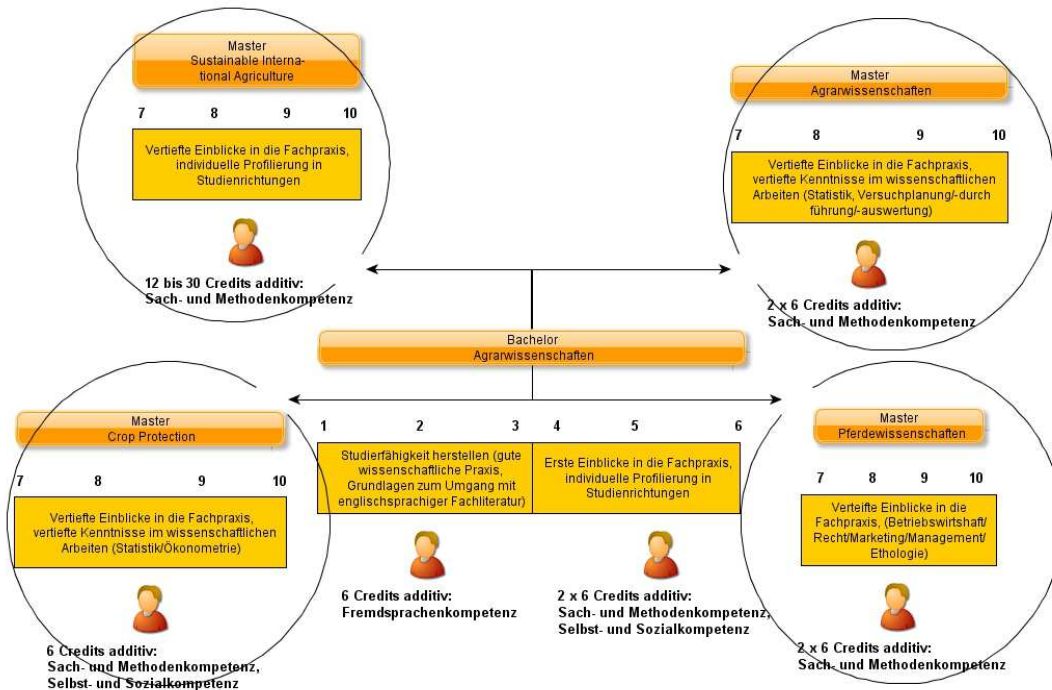 Master
Sustainable Interna-
tional Agriculture
7 8 9 10
Vertiefte Einblicke in die Fachpraxis,
individuelle Profilierung in
Studienrichtungen
12 bis 30 Credits additiv:
Sach- und Methodenkompetenz
Master
Agrarwissenschaften
7 8 9 10
Vertiefte Einblicke in die Fachpraxis,
vertiefte Kenntnisse im wissenschaftlichen
Arbeiten (Statistik, Versuchplanung/-durch
führung/-auswertung)
2 x 6 Credits additiv:
Sach- und Methodenkompetenz
Bachelor
Agrarwissenschaften
1 2 3 4 5 6
Studierfähigkeit herstellen (gute
wissenschaftliche Praxis,
Grundlagen zum Umgang mit
englischsprachiger Fachliteratur)
Erste Einblicke in die Fachpraxis,
individuelle Profilierung in
Studienrichtungen
6 Credits additiv:
Fremdsprachenkompetenz
2 x 6 Credits additiv:
Sach- und Methodenkompetenz,
Selbst- und Sozialkompetenz
Master
Crop Protection
7 8 9 10
Vertiefte Einblicke in die Fachpraxis,
vertiefte Kenntnisse im wissenschaftlichen
Arbeiten (Statistik/Ökonometrie)
6 Credits additiv:
Sach- und Methodenkompetenz,
Selbst- und Sozialkompetenz
Master
Pferdewissenschaften
7 8 9 10
Verteifte Einblicke in die
Fachpraxis, (Betriebswirtshaft/
Recht/Marketing/Management/
Ethologie)
2 x 6 Credits additiv:
Sach- und Methodenkompetenz